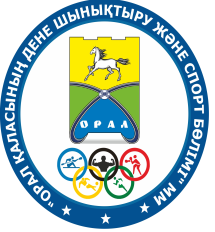 "ОРАЛ ҚАЛАСЫНЫҢ ДЕНЕ ШЫНЫҚТЫРУ ЖӘНЕ СПОРТ БӨЛІМІ" ММ
ОРАЛ